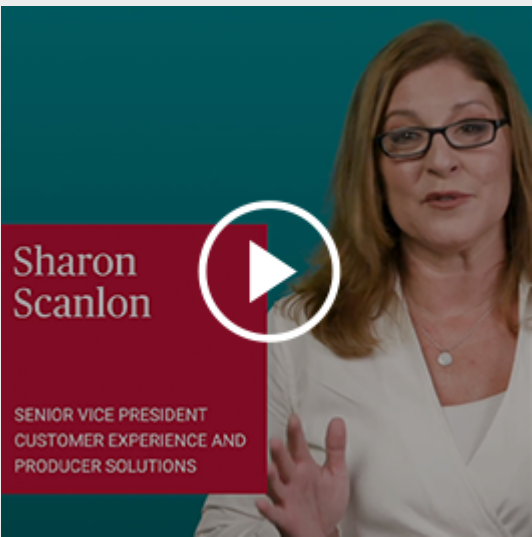 Sharon
Scanlon
SENIOR VICE PRESIDENT
CUSTOMER EXPERIENCE AND
PRODUCER SOLUTIONS